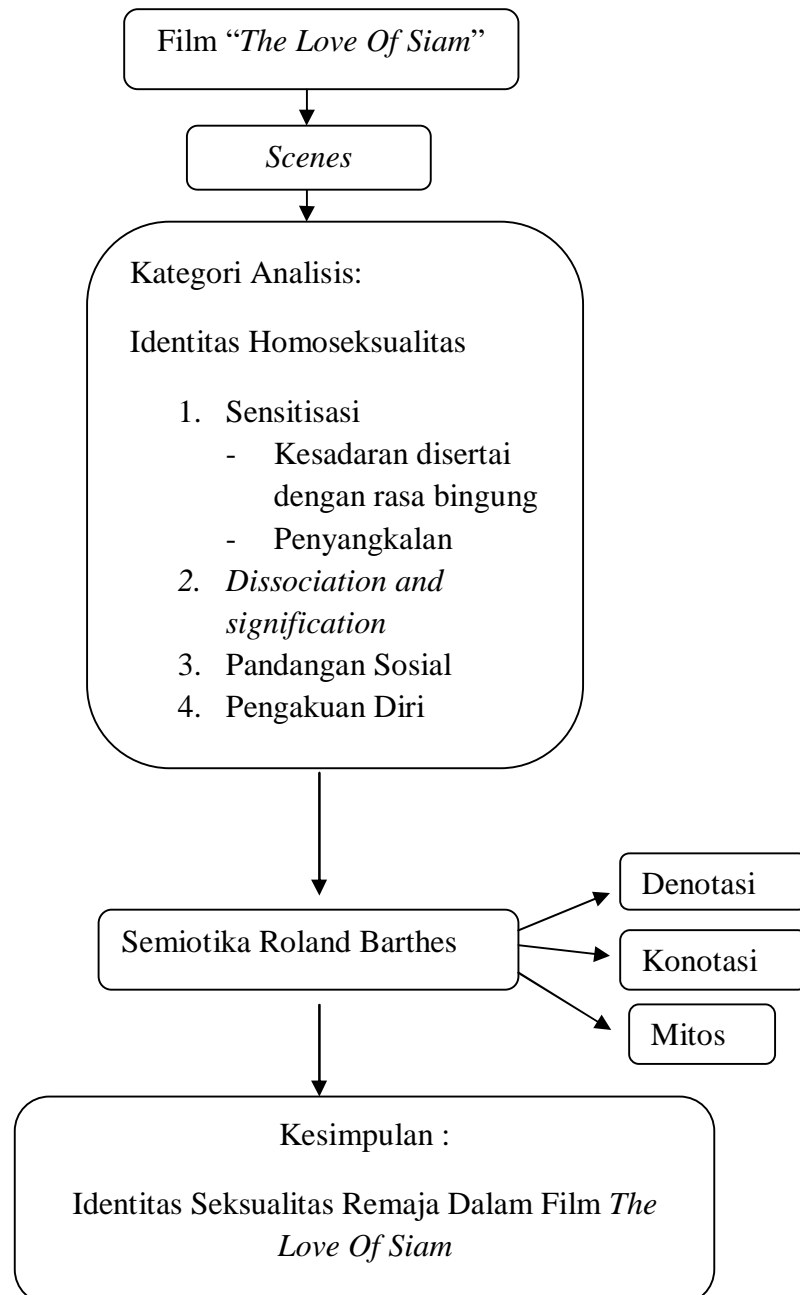 Film “The Love Of Siam”
Scenes
Kategori Analisis:
Identitas Homoseksualitas
1. Sensitisasi
- Kesadaran disertai
dengan rasa bingung
- Penyangkalan
2. Dissociation and
signification
3. Pandangan Sosial
4. Pengakuan Diri
Semiotika Roland Barthes
Denotasi
Konotasi
Mitos
Kesimpulan :
Identitas Seksualitas Remaja Dalam Film The
Love Of Siam